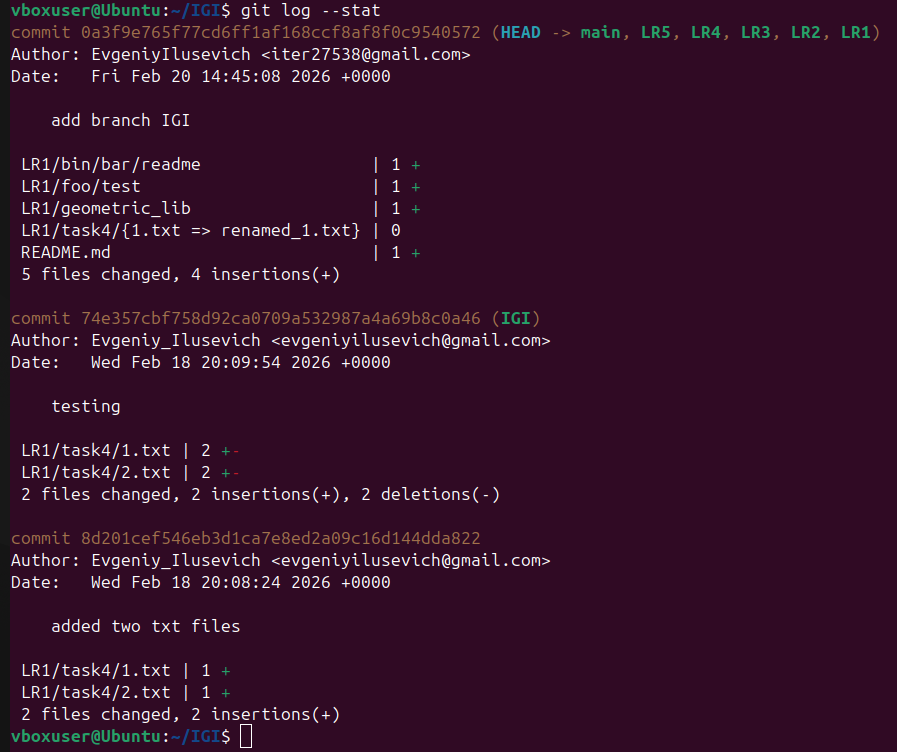 vboxuser@Ubuntu:~/IGI$ git log --stat
commit 0a3f9e765f77cd6ff1af168ccf8af8f0c9540572 (HEAD -> main, LR5, LR4, LR3, LR2, LR1)
Author: EvgeniyIlusevich <iter27538@gmail.com>
Date:   Fri Feb 20 14:45:08 2026 +0000

    add branch IGI

 LR1/bin/bar/readme                 | 1 +
 LR1/foo/test                       | 1 +
 LR1/geometric_lib                  | 1 +
 LR1/task4/{1.txt => renamed_1.txt} | 0
 README.md                          | 1 +
 5 files changed, 4 insertions(+)

commit 74e357cbf758d92ca0709a532987a4a69b8c0a46 (IGI)
Author: Evgeniy_Ilusevich <evgeniyilusevich@gmail.com>
Date:   Wed Feb 18 20:09:54 2026 +0000

    testing

 LR1/task4/1.txt | 2 +-
 LR1/task4/2.txt | 2 +-
 2 files changed, 2 insertions(+), 2 deletions(-)

commit 8d201cef546eb3d1ca7e8ed2a09c16d144dda822
Author: Evgeniy_Ilusevich <evgeniyilusevich@gmail.com>
Date:   Wed Feb 18 20:08:24 2026 +0000

    added two txt files

 LR1/task4/1.txt | 1 +
 LR1/task4/2.txt | 1 +
 2 files changed, 2 insertions(+)
vboxuser@Ubuntu:~/IGI$